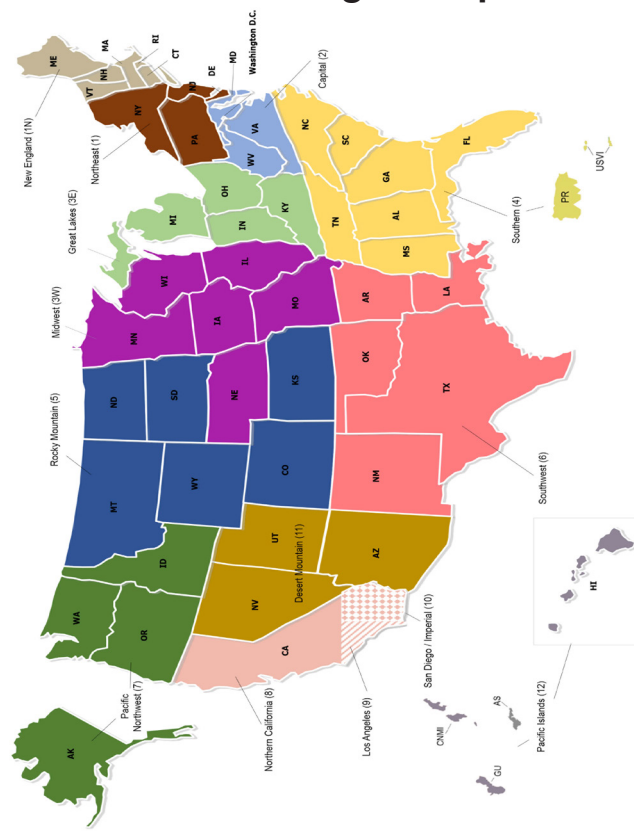 New England (1N)
Northeast (1)
Capital (2)
Great Lakes (3E)
Midwest (3W)
Rocky Mountain (5)
Southern (4)
Southwest (6)
Desert Mountain (11)
Pacific
Northwest (7)
Northern California (8)
Los Angeles (9)
San Diego / Imperial (10)
Pacific Islands (12)
ME
NH
VT
MA
RI
CT
NY
NJ
PA
DE
MD
Washington D.C.
VA
WV
NC
SC
GA
FL
AL
MS
TN
KY
OH
IN
MI
WI
IL
MN
IA
MO
NE
ND
SD
KS
MT
WY
CO
AR
LA
OK
TX
NM
UT
AZ
NV
ID
WA
OR
CA
AK
HI
PR
USVI
CNMI
AS
GU